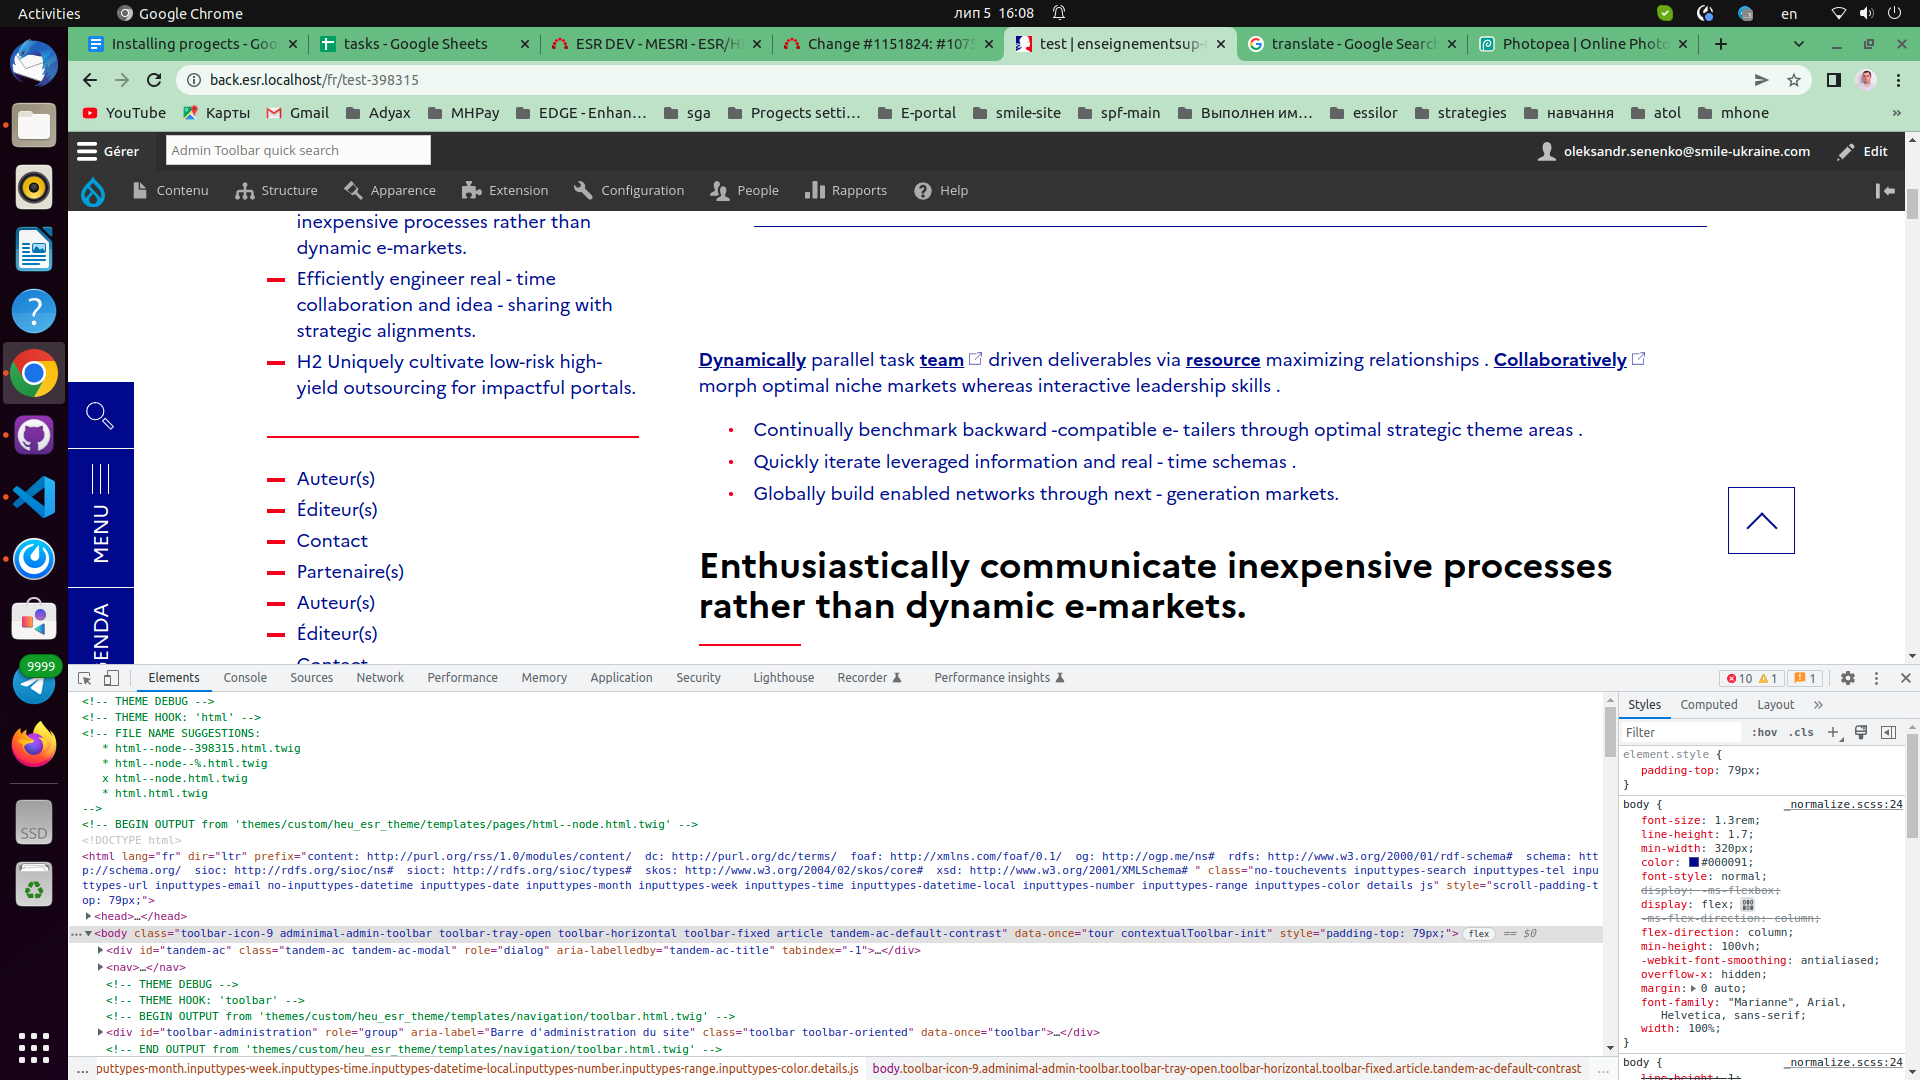 Activities
Google Chrome
лип 5 16:08
en
Installing progects - Goo
tasks - Google Sheets
ESR DEV - MESRI - ESR/H
Change #1151824: #107
test | enseignementsup-
translate - Google Search
Photopea | Online Photo
back.esr.localhost/fr/test-398315
YouTube
Карты
Gmail
Adyax
MHPay
EDGE - Enhan...
sga
Progects setti...
E-portal
smile-site
spf-main
Выполнен им...
essilor
strategies
навчання
atol
mhone
»
Gérer
Admin Toolbar quick search
oleksandr.senenko@smile-ukraine.com
Edit
Contenu
Structure
Apparence
Extension
Configuration
People
Rapports
Help
inexpensive processes rather than
dynamic e-markets.
Efficiently engineer real - time
collaboration and idea - sharing with
strategic alignments.
H2 Uniquely cultivate low-risk high-
yield outsourcing for impactful portals.
Auteur(s)
Éditeur(s)
Contact
Partenaire(s)
Auteur(s)
Éditeur(s)
Contact
MENU
GENDA
Dynamically parallel task team driven deliverables via resource maximizing relationships . Collaboratively
morph optimal niche markets whereas interactive leadership skills .
Continually benchmark backward -compatible e- tailers through optimal strategic theme areas .
Quickly iterate leveraged information and real - time schemas .
Globally build enabled networks through next - generation markets.
Enthusiastically communicate inexpensive processes
rather than dynamic e-markets.
9999
SSD
Elements
Console
Sources
Network
Performance
Memory
Application
Security
Lighthouse
Recorder
Performance insights
10
1
1
<!-- THEME DEBUG -->
<!-- THEME HOOK: 'html' -->
<!-- FILE NAME SUGGESTIONS:
* html--node--398315.html.twig
* html--node--%.html.twig
x html--node.html.twig
* html.html.twig
-->
<!-- BEGIN OUTPUT from 'themes/custom/heu_esr_theme/templates/pages/html--node.html.twig' -->
<!DOCTYPE html>
<html lang="fr" dir="ltr" prefix="content: http://purl.org/rss/1.0/modules/content/  dc: http://purl.org/dc/terms/  foaf: http://xmlns.com/foaf/0.1/  og: http://ogp.me/ns#  rdfs: http://www.w3.org/2000/01/rdf-schema#  schema: htt
p://schema.org/  sioc: http://rdfs.org/sioc/ns#  sioct: http://rdfs.org/sioc/types#  skos: http://www.w3.org/2004/02/skos/core#  xsd: http://www.w3.org/2001/XMLSchema# " class="no-touchevents inputtypes-search inputtypes-tel inpu
ttypes-url inputtypes-email no-inputtypes-datetime inputtypes-date inputtypes-month inputtypes-week inputtypes-time inputtypes-datetime-local inputtypes-number inputtypes-range inputtypes-color details js" style="scroll-padding-t
op: 79px;">
<head>…</head>
<body class="toolbar-icon-9 adminimal-admin-toolbar toolbar-tray-open toolbar-horizontal toolbar-fixed article tandem-ac-default-contrast" data-once="tour contextualToolbar-init" style="padding-top: 79px;"> flex == $0
<div id="tandem-ac" class="tandem-ac tandem-ac-modal" role="dialog" aria-labelledby="tandem-ac-title" tabindex="-1">…</div>
<nav>…</nav>
<!-- THEME DEBUG -->
<!-- THEME HOOK: 'toolbar' -->
<!-- BEGIN OUTPUT from 'themes/custom/heu_esr_theme/templates/navigation/toolbar.html.twig' -->
<div id="toolbar-administration" role="group" aria-label="Barre d'administration du site" class="toolbar toolbar-oriented" data-once="toolbar">…</div>
<!-- END OUTPUT from 'themes/custom/heu_esr_theme/templates/navigation/toolbar.html.twig' -->
... puttypes-month.inputtypes-week.inputtypes-time.inputtypes-datetime-local.inputtypes-number.inputtypes-range.inputtypes-color.details.js
body.toolbar-icon-9.adminimal-admin-toolbar.toolbar-tray-open.toolbar-horizontal.toolbar-fixed.article.tandem-ac-default-contrast ...
Styles
Computed
Layout
»
Filter
:hov
.cls
element.style {
padding-top: 79px;
}
body {
_normalize.scss:24
font-size: 1.3rem;
line-height: 1.7;
min-width: 320px;
color: #000091;
font-style: normal;
display: -ms-flexbox;
display: flex;
-ms-flex-direction: column;
flex-direction: column;
min-height: 100vh;
-webkit-font-smoothing: antialiased;
overflow-x: hidden;
margin: 0 auto;
font-family: "Marianne", Arial,
Helvetica, sans-serif;
width: 100%;
}
body {
_normalize.scss:24
line-height: 1;